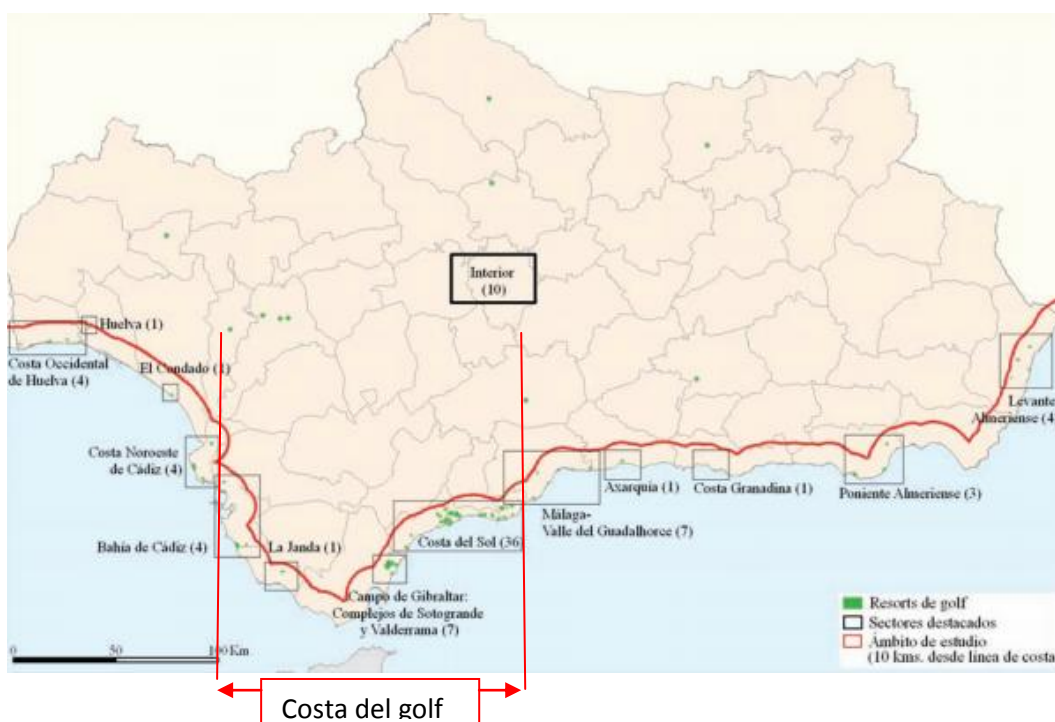 Interior
(10)
Huelva (1)
Costa Occidental
de Huelva (4)
El Condado (1)
Levante
Almeriense (4
Costa Noroeste
de Cádiz (4)
Axarquía (1)
Costa Granadina (1)
Poniente Almeriense (3)
Málaga-
Valle del Guadalhorce (7)
Bahía de Cádiz (4)
La Janda (1)
Costa del Sol (36)
Campo de Gibraltar:
Complejos de Sotogrande
y Valderrama (7)
Resorts de golf
Sectores destacados
Ámbito de estudio
(10 kms. desde línea de costa
0 50 100 Km
Costa del golf